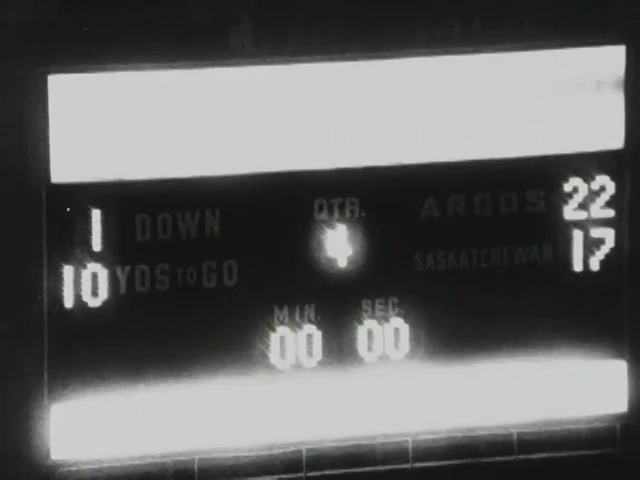 1 DOWN QTR. ARGOS 22
10 YDS TO GO 4 SASKATCHEWAN 17
MIN. SEC.
00 00